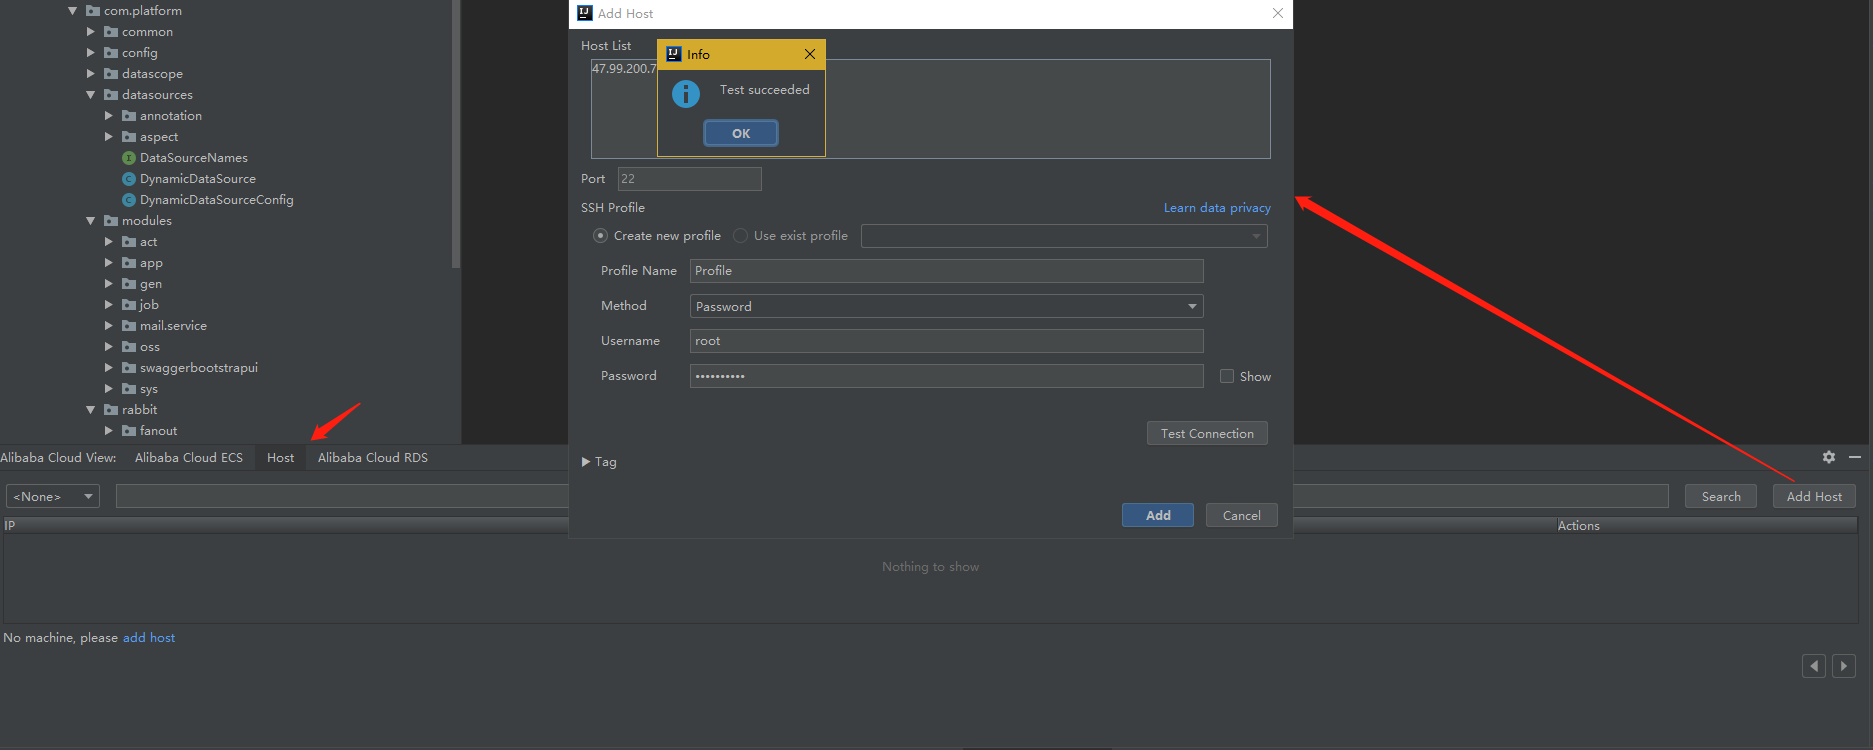 com.platform
common
config
datascope
datasources
annotation
aspect
DataSourceNames
DynamicDataSource
DynamicDataSourceConfig
modules
act
app
gen
job
mail.service
oss
swaggerbootstrapui
sys
rabbit
fanout
Add Host
Host List
47.99.200.7
Info
Test succeeded
OK
Port 22
SSH Profile Learn data privacy
Create new profile Use exist profile
Profile Name Profile
Method Password
Username root
Password •••••••••• Show
Test Connection
Tag
Add Cancel
Alibaba Cloud View: Alibaba Cloud ECS Host Alibaba Cloud RDS
<None> Search Add Host
IP Actions
Nothing to show
No machine, please add host